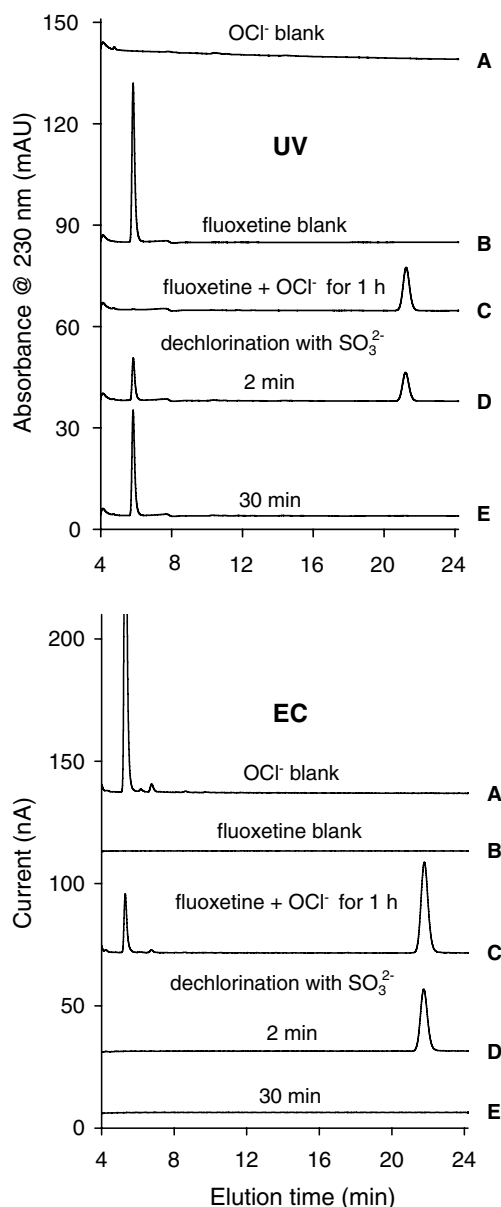 150
OCl⁻ blank
A
120
UV
90
fluoxetine blank
B
fluoxetine + OCl⁻ for 1 h
C
60
dechlorination with SO₃²⁻
2 min
D
30
30 min
E
0
4 8 12 16 20 24
Absorbance @ 230 nm (mAU)
200
EC
150
OCl⁻ blank
A
fluoxetine blank
B
100
fluoxetine + OCl⁻ for 1 h
C
dechlorination with SO₃²⁻
50
2 min
D
30 min
E
0
4 8 12 16 20 24
Current (nA)
Elution time (min)